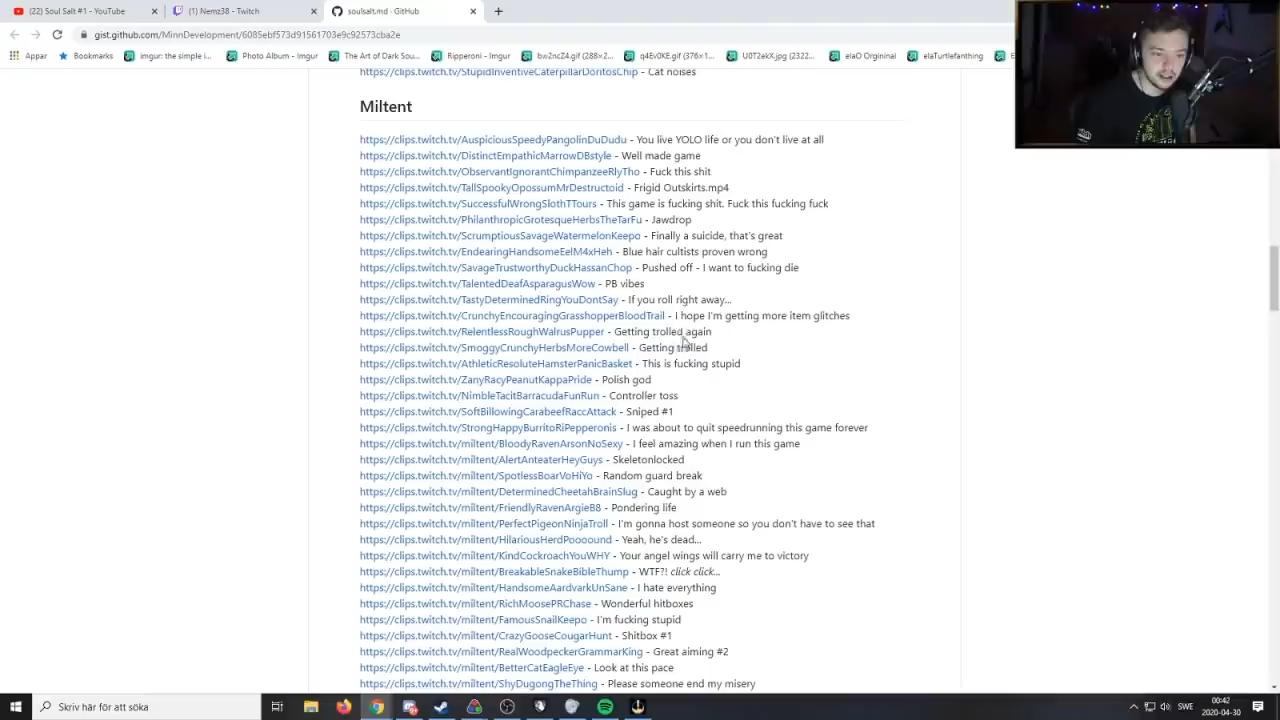 (22) Soul Salt #1 - YouTube
(1) Nemz38 - Twitch
soulsalt.md · GitHub
gist.github.com/MinnDevelopment/6085ebf573d91561703e9c92573cba2e
Appar
Bookmarks
imgur: the simple i...
Photo Album - Imgur
The Art of Dark Sou...
Ripperoni - Imgur
bw2ncZ4.gif (288×2...
q4Ev0KE.gif (376×1...
U0T2ekX.jpg (2322...
elaO Orginirial
elaTurtlefanthing
https://clips.twitch.tv/StupidInventiveCaterpillarDoritosChip - Cat noises
Miltent
https://clips.twitch.tv/AuspiciousSpeedyPangolinDuDudu - You live YOLO life or you don't live at all
https://clips.twitch.tv/DistinctEmpathicMarrowDBstyle - Well made game
https://clips.twitch.tv/ObservantIgnorantChimpanzeeRlyTho - Fuck this shit
https://clips.twitch.tv/TallSpookyOpossumMrDestructoid - Frigid Outskirts.mp4
https://clips.twitch.tv/SuccessfulWrongSlothTTours - This game is fucking shit. Fuck this fucking fuck
https://clips.twitch.tv/PhilanthropicGrotesqueHerbsTheTarFu - Jawdrop
https://clips.twitch.tv/ScrumptiousSavageWatermelonKeepo - Finally a suicide, that's great
https://clips.twitch.tv/EndearingHandsomeEelM4xHeh - Blue hair cultists proven wrong
https://clips.twitch.tv/SavageTrustworthyDuckHassanChop - Pushed off - I want to fucking die
https://clips.twitch.tv/TalentedDeafAsparagusWow - PB vibes
https://clips.twitch.tv/TastyDeterminedRingYouDontSay - If you roll right away...
https://clips.twitch.tv/CrunchyEncouragingGrasshopperBloodTrail - I hope I'm getting more item glitches
https://clips.twitch.tv/RelentlessRoughWalrusPupper - Getting trolled again
https://clips.twitch.tv/SmoggyCrunchyHerbsMoreCowbell - Getting trolled
https://clips.twitch.tv/AthleticResoluteHamsterPanicBasket - This is fucking stupid
https://clips.twitch.tv/ZanyRacyPeanutKappaPride - Polish god
https://clips.twitch.tv/NimbleTacitBarracudaFunRun - Controller toss
https://clips.twitch.tv/SoftBillowingCarabeefRaccAttack - Sniped #1
https://clips.twitch.tv/StrongHappyBurritoRiPepperonis - I was about to quit speedrunning this game forever
https://clips.twitch.tv/miltent/BloodyRavenArsonNoSexy - I feel amazing when I run this game
https://clips.twitch.tv/miltent/AlertAnteaterHeyGuys - Skeletonlocked
https://clips.twitch.tv/miltent/SpotlessBoarVoHiYo - Random guard break
https://clips.twitch.tv/miltent/DeterminedCheetahBrainSlug - Caught by a web
https://clips.twitch.tv/miltent/FriendlyRavenArgieB8 - Pondering life
https://clips.twitch.tv/miltent/PerfectPigeonNinjaTroll - I'm gonna host someone so you don't have to see that
https://clips.twitch.tv/miltent/HilariousHerdPoooound - Yeah, he's dead...
https://clips.twitch.tv/miltent/KindCockroachYouWHY - Your angel wings will carry me to victory
https://clips.twitch.tv/miltent/BreakableSnakeBibleThump - WTF?! click click...
https://clips.twitch.tv/miltent/HandsomeAardvarkUnSane - I hate everything
https://clips.twitch.tv/miltent/RichMoosePRChase - Wonderful hitboxes
https://clips.twitch.tv/miltent/FamousSnailKeepo - I'm fucking stupid
https://clips.twitch.tv/miltent/CrazyGooseCougarHunt - Shitbox #1
https://clips.twitch.tv/miltent/RealWoodpeckerGrammarKing - Great aiming #2
https://clips.twitch.tv/miltent/BetterCatEagleEye - Look at this pace
https://clips.twitch.tv/miltent/ShyDugongTheThing - Please someone end my misery
Skriv här för att söka
SWE
00:42
2020-04-30